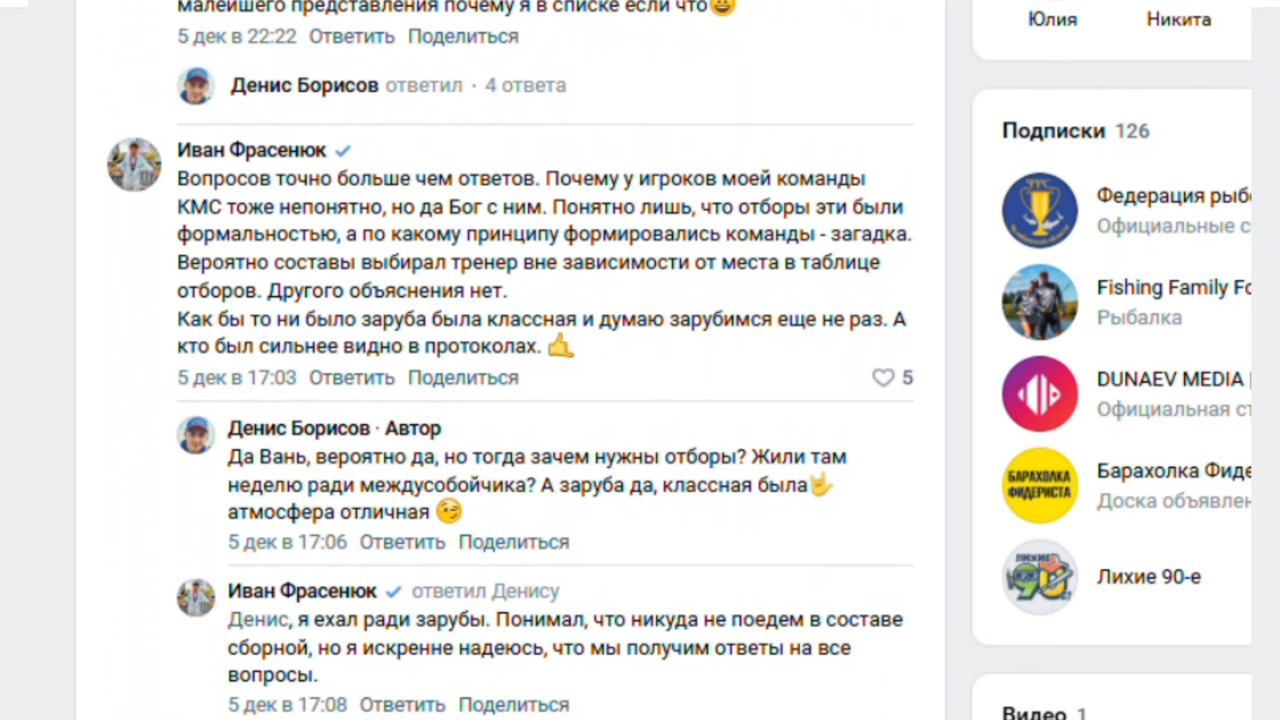 малейшего представления почему я в списке если что😀
5 дек в 22:22 Ответить Поделиться
Денис Борисов ответил · 4 ответа
Иван Фрасенюк
Вопросов точно больше чем ответов. Почему у игроков моей команды
КМС тоже непонятно, но да Бог с ним. Понятно лишь, что отборы эти были
формальностью, а по какому принципу формировались команды - загадка.
Вероятно составы выбирал тренер вне зависимости от места в таблице
отборов. Другого объяснения нет.
Как бы то ни было заруба была классная и думаю зарубимся еще не раз. А
кто был сильнее видно в протоколах. 🤙
5 дек в 17:03 Ответить Поделиться
5
Денис Борисов · Автор
Да Вань, вероятно да, но тогда зачем нужны отборы? Жили там
неделю ради междусобойчика? А заруба да, классная была🤟
атмосфера отличная 😏
5 дек в 17:06 Ответить Поделиться
Иван Фрасенюк ответил Денису
Денис, я ехал ради зарубы. Понимал, что никуда не поедем в составе
сборной, но я искренне надеюсь, что мы получим ответы на все
вопросы.
5 дек в 17:08 Ответить Поделиться
Юлия Никита
Подписки 126
Федерация рыбо
Официальные с
Fishing Family Fo
Рыбалка
DUNAEV MEDIA |
Официальная ст
БАРАХОЛКА
ФИДЕРИСТА
Барахолка Фиде
Доска объявлен
ЛИХИЕ
90
Лихие 90-е
Видео 1